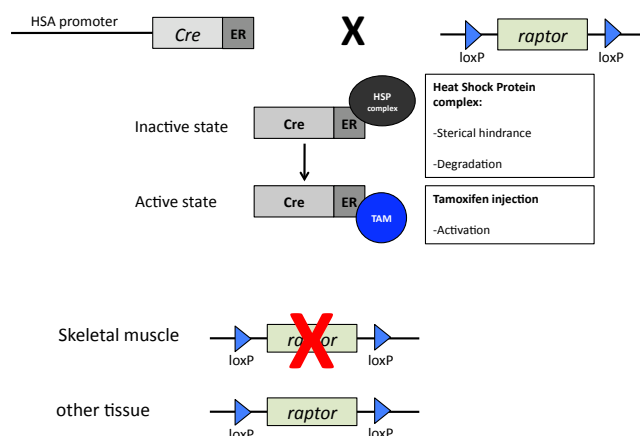 HSA promoter
Cre
ER
X
raptor
loxP
loxP
HSP
complex
Inactive state
Cre
ER
Heat Shock Protein
complex:
-Sterical hindrance
-Degradation
Active state
Cre
ER
TAM
Tamoxifen injection
-Activation
Skeletal muscle
raptor
X
loxP
loxP
other tissue
raptor
loxP
loxP